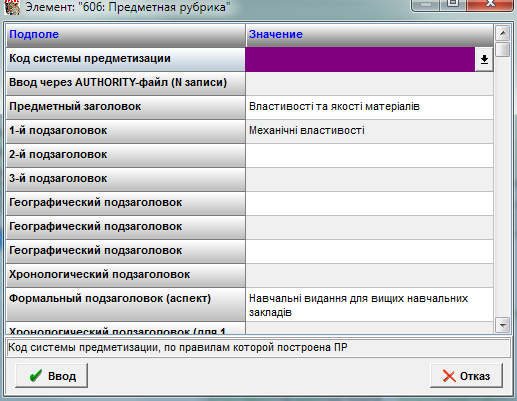 Элемент: "606: Предметная рубрика"
Подполе Значение
Код системы предметизации
Ввод через AUTHORITY-файл (N записи)
Предметный заголовок Властивості та якості матеріалів
1-й подзаголовок Механічні властивості
2-й подзаголовок
3-й подзаголовок
Географический подзаголовок
Географический подзаголовок
Географический подзаголовок
Хронологический подзаголовок
Формальный подзаголовок (аспект) Навчальні видання для вищих навчальних
закладів
Хронологический подзаголовок (для 1
Код системы предметизации, по правилам которой построена ПР
Ввод Отказ